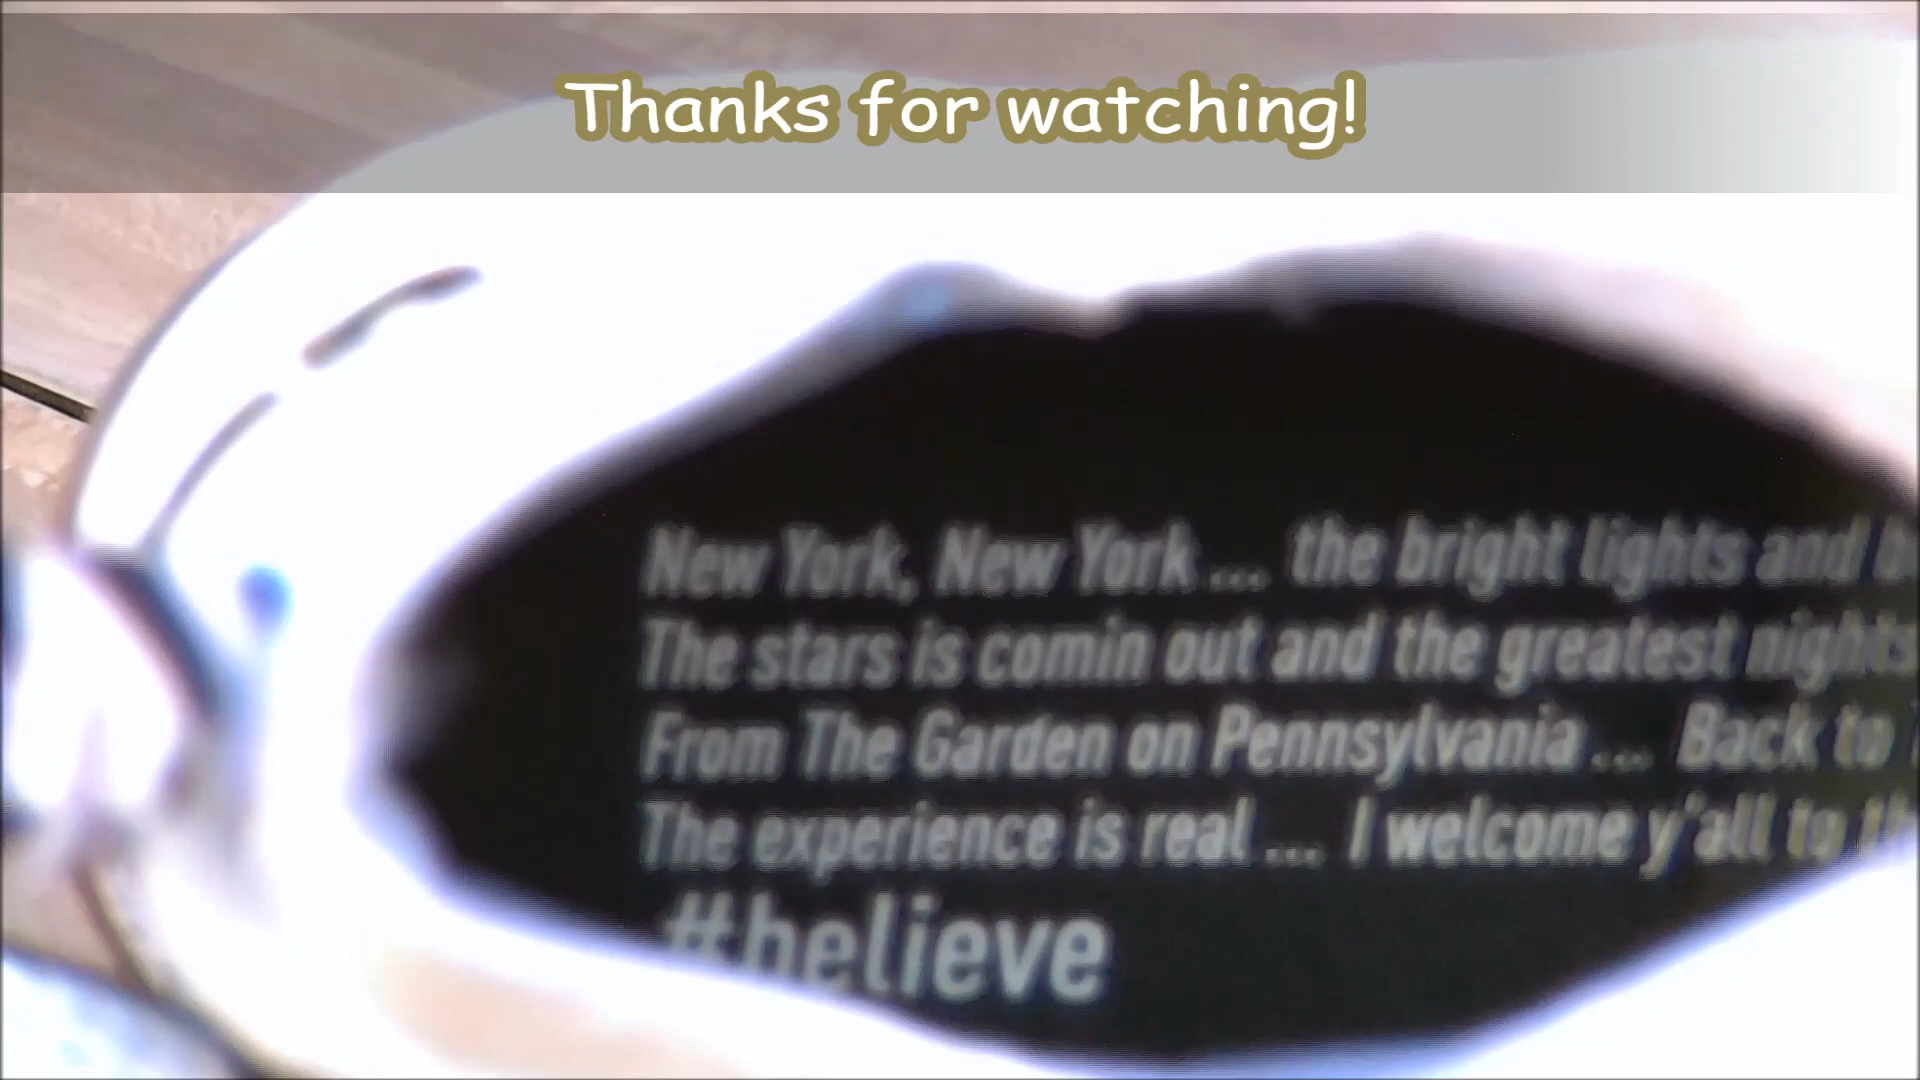 Thanks for watching!
New York, New York ... the bright lights and
The stars is comin out and the greatest nights
From The Garden on Pennsylvania ... Back to
The experience is real ... I welcome y'all to
#believe